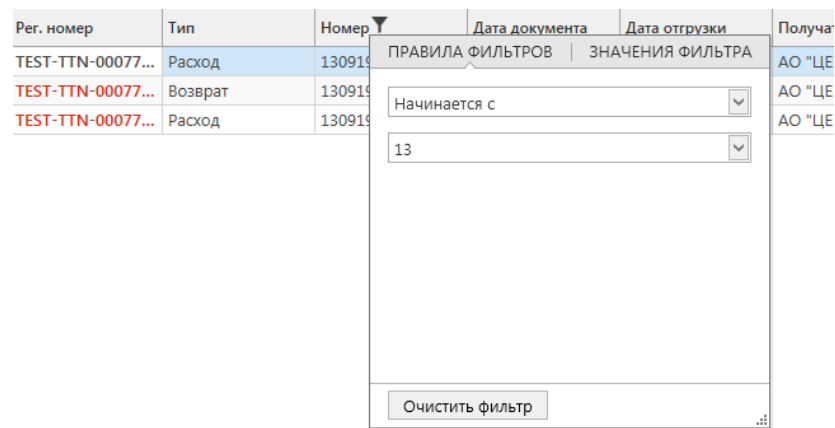 Рег. номер Тип Номер Дата документа Дата отгрузки Получат
ПРАВИЛА ФИЛЬТРОВ | ЗНАЧЕНИЯ ФИЛЬТРА
TEST-TTN-00077... Расход 130919 АО "ЦЕ
TEST-TTN-00077... Возврат 130919 АО "ЦЕ
Начинается с
TEST-TTN-00077... Расход 130919 АО "ЦЕ
13
Очистить фильтр